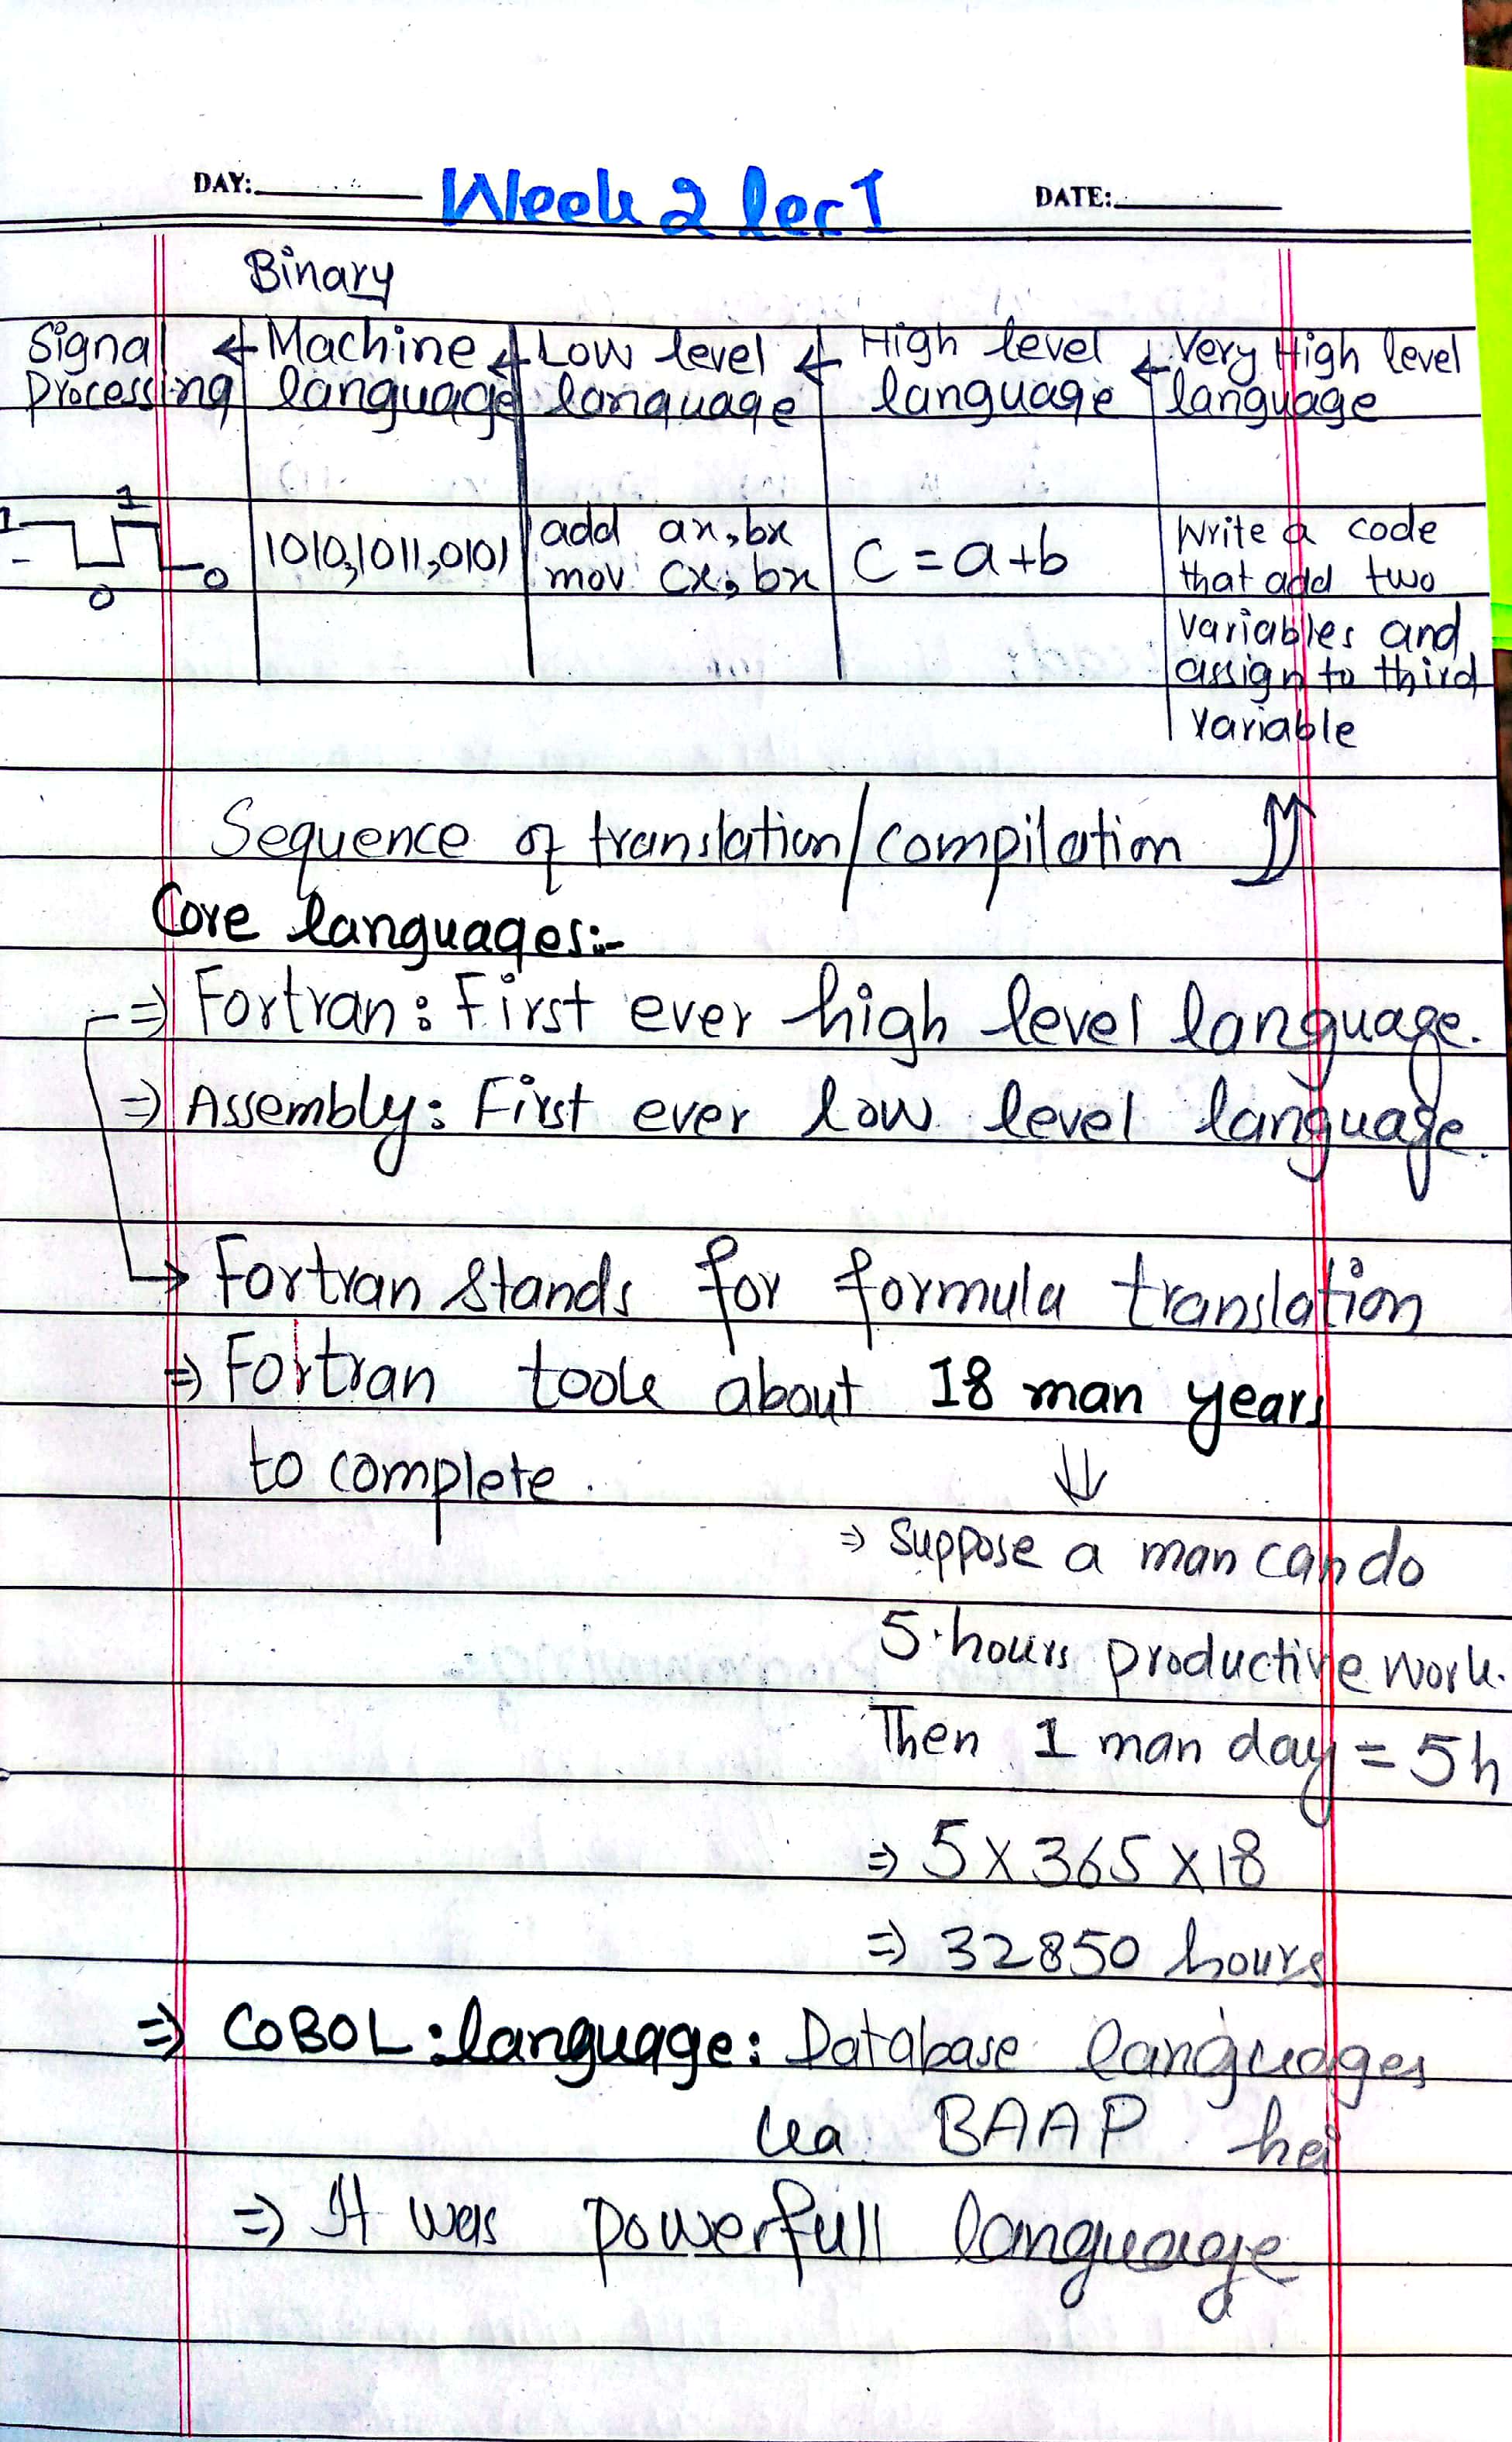 DAY: Week 2 lec 1 DATE:
Binary
Signal Processing ← Machine language ← Low level language ← High level language ← Very High level language
1 0 1 0
1010,1011,0101
add ax,bx
mov cx,bx
C = a+b
Write a code
that add two
variables and
assign to third
variable
Sequence of translation/compilation
Core languages:-
⇒ Fortran: First ever high level language.
⇒ Assembly: First ever low level language.
→ Fortran stands for formula translation
⇒ Fortran took about 18 man years
to complete.
⇒ Suppose a man can do
5 hours productive work.
Then 1 man day = 5h
⇒ 5 x 365 x 18
⇒ 32850 hours
⇒ COBOL: language: Database languages
ka BAAP hai
⇒ It was powerfull language